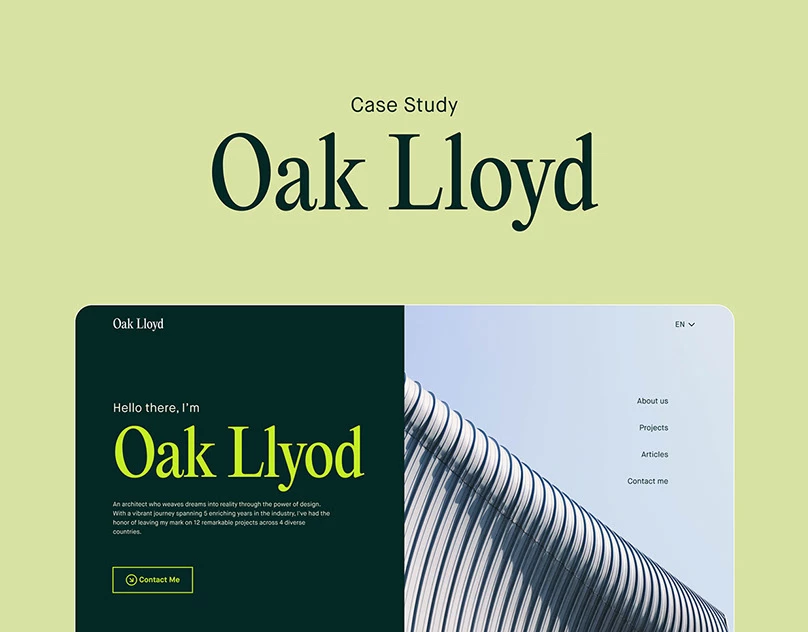 Case Study
Oak Lloyd
Oak Lloyd
EN
Hello there, I'm
Oak Llyod
An architect who weaves dreams into reality through the power of design.
With a vibrant journey spanning 5 enriching years in the industry, I've had the
honor of leaving my mark on 12 remarkable projects across 4 diverse
countries.
Contact Me
About us
Projects
Articles
Contact me